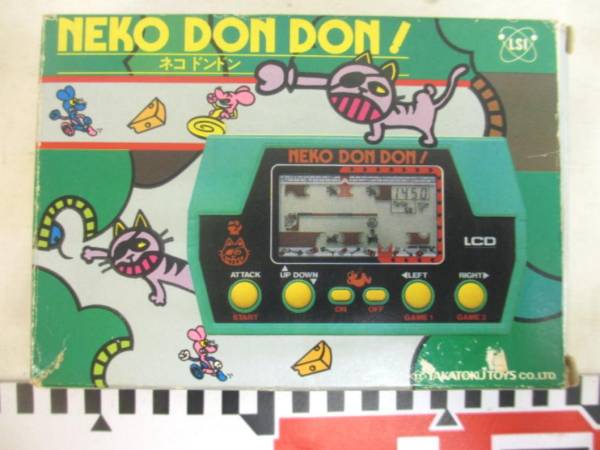 NEKO DON DON!
ネコ ドンドン
LSI
NEKO DON DON!
1450
LCD
ATTACK
UP DOWN
◀LEFT
RIGHT▶
START
ON
OFF
GAME 1
GAME 2
TAKATOKU TOYS CO.,LTD.